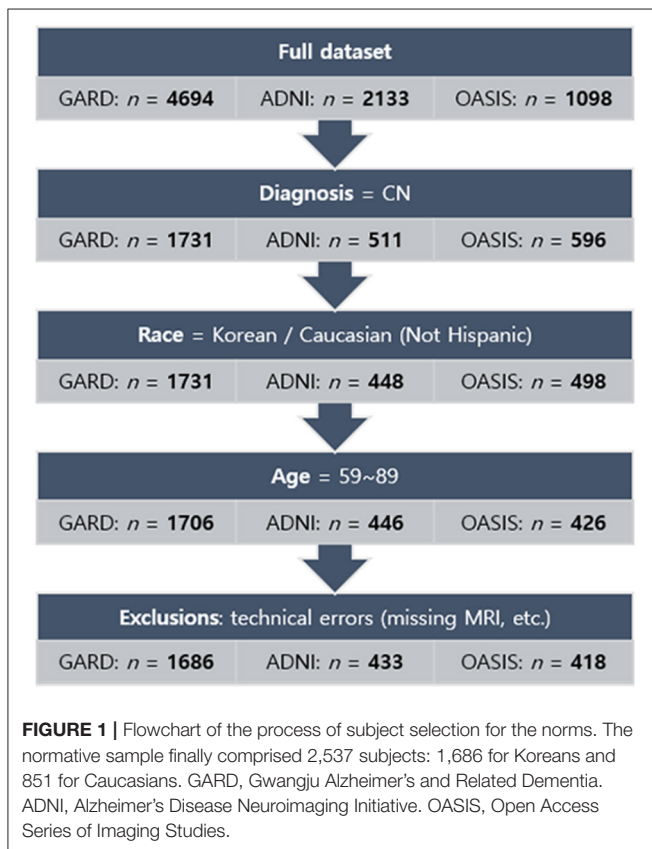 Full dataset
GARD: n = 4694 ADNI: n = 2133 OASIS: n = 1098
Diagnosis = CN
GARD: n = 1731 ADNI: n = 511 OASIS: n = 596
Race = Korean / Caucasian (Not Hispanic)
GARD: n = 1731 ADNI: n = 448 OASIS: n = 498
Age = 59~89
GARD: n = 1706 ADNI: n = 446 OASIS: n = 426
Exclusions: technical errors (missing MRI, etc.)
GARD: n = 1686 ADNI: n = 433 OASIS: n = 418
FIGURE 1 | Flowchart of the process of subject selection for the norms. The
normative sample finally comprised 2,537 subjects: 1,686 for Koreans and
851 for Caucasians. GARD, Gwangju Alzheimer's and Related Dementia.
ADNI, Alzheimer's Disease Neuroimaging Initiative. OASIS, Open Access
Series of Imaging Studies.